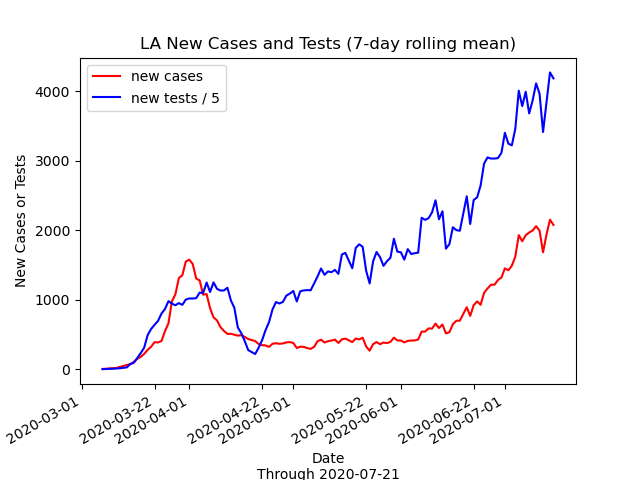 LA New Cases and Tests (7-day rolling mean)
new cases
new tests / 5
New Cases or Tests
4000
3000
2000
1000
0
2020-03-01
2020-03-22
2020-04-01
2020-04-22
2020-05-01
2020-05-22
2020-06-01
2020-06-22
2020-07-01
Date
Through 2020-07-21